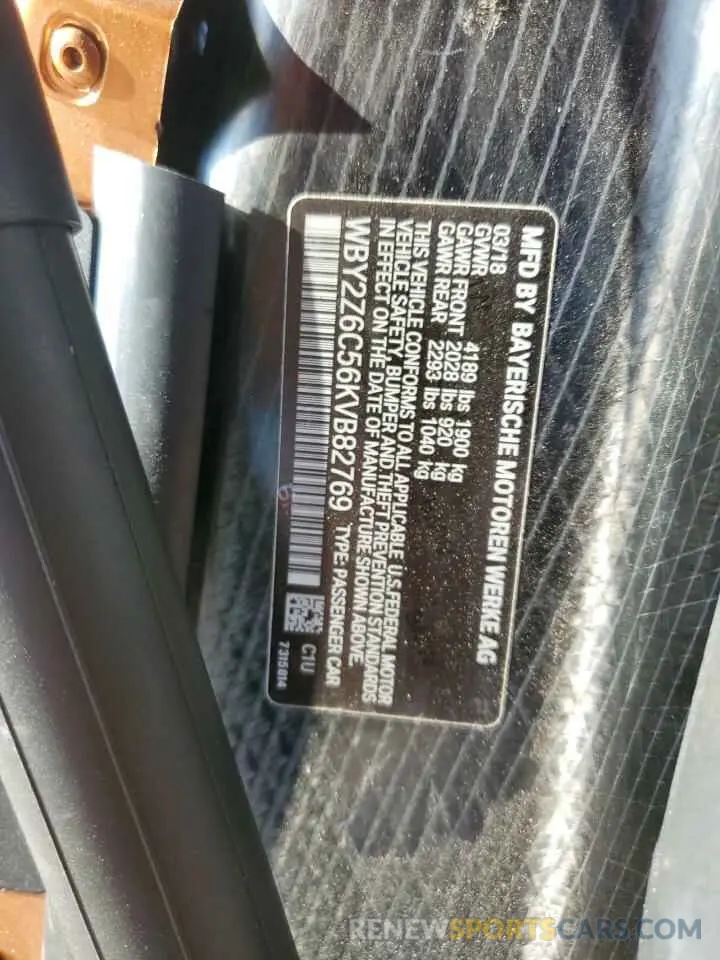 MFD BY BAYERISCHE MOTOREN WERKE AG
03/18
GVWR 4189 lbs 1900 kg
GAWR FRONT 2028 lbs 920 kg
GAWR REAR 2293 lbs 1040 kg
THIS VEHICLE CONFORMS TO ALL APPLICABLE U.S.FEDERAL MOTOR
VEHICLE SAFETY, BUMPER AND THEFT PREVENTION STANDARDS
IN EFFECT ON THE DATE OF MANUFACTURE SHOWN ABOVE.
WBY2Z6C56KVB82769 TYPE: PASSENGER CAR
C1U
7315014
RENEWSPORTSCARS.COM